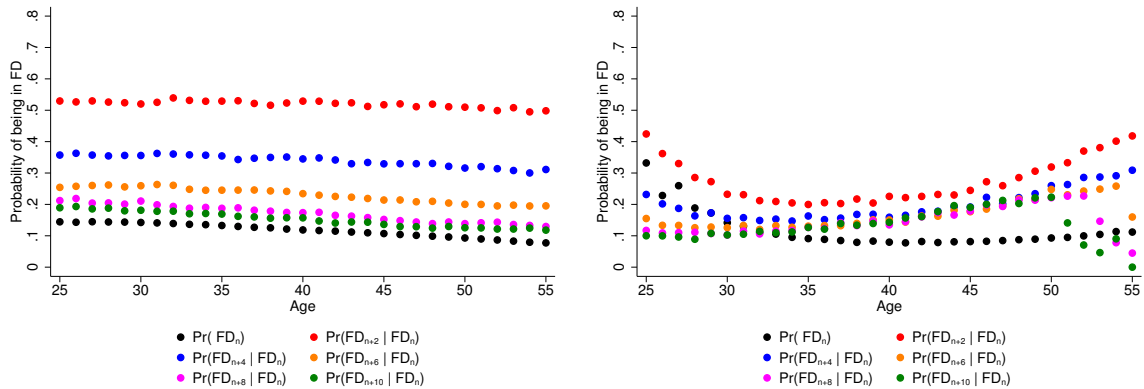 .8
.7
.6
.5
.4
.3
.2
.1
0
Probability of being in FD
25 30 35 40 45 50 55
Age
Pr( FDn) Pr(FDn+2 | FDn)
Pr(FDn+4 | FDn) Pr(FDn+6 | FDn)
Pr(FDn+8 | FDn) Pr(FDn+10 | FDn)
.8
.7
.6
.5
.4
.3
.2
.1
0
Probability of being in FD
25 30 35 40 45 50 55
Age
Pr( FDn) Pr(FDn+2 | FDn)
Pr(FDn+4 | FDn) Pr(FDn+6 | FDn)
Pr(FDn+8 | FDn) Pr(FDn+10 | FDn)